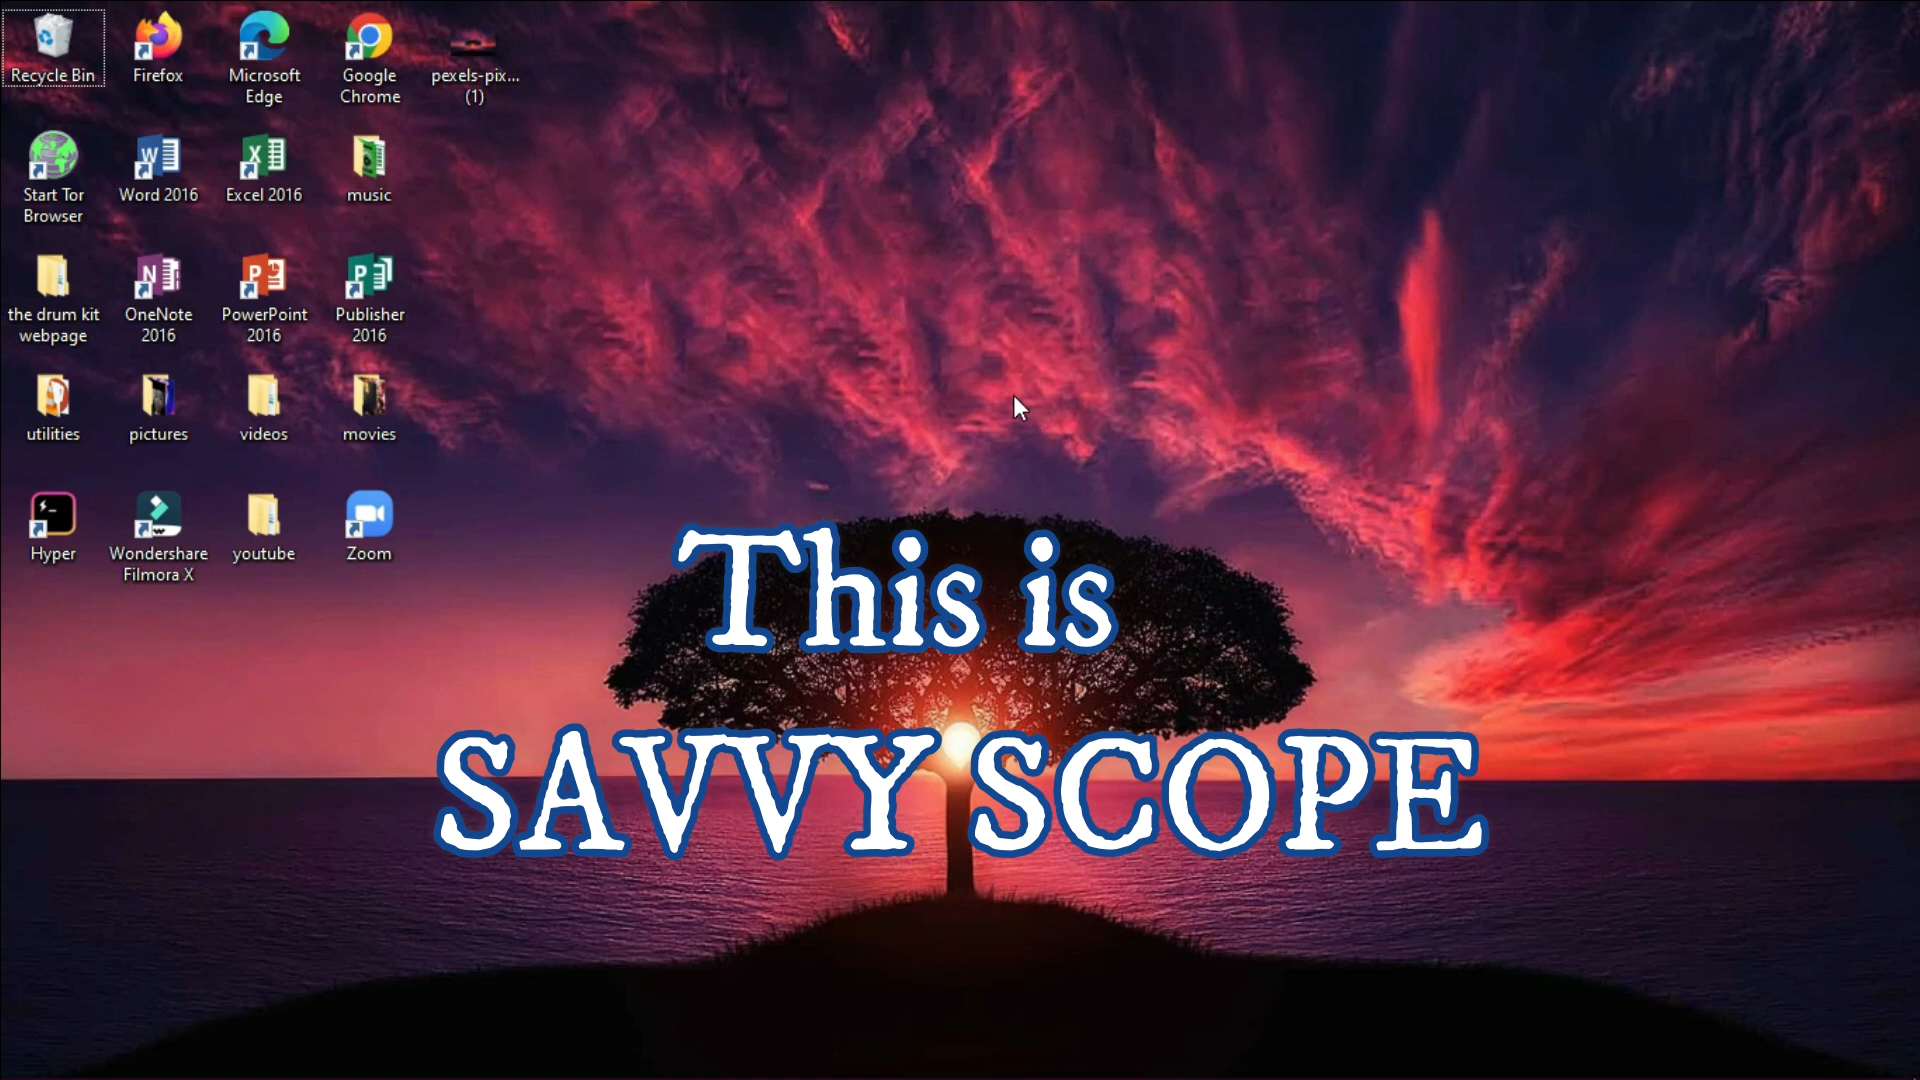 Recycle Bin
Firefox
Microsoft
Edge
Google
Chrome
pexels-pix...
(1)
Start Tor
Browser
Word 2016
Excel 2016
music
the drum kit
webpage
OneNote
2016
PowerPoint
2016
Publisher
2016
utilities
pictures
videos
movies
Hyper
Wondershare
Filmora X
youtube
Zoom
This is
SAVVY SCOPE